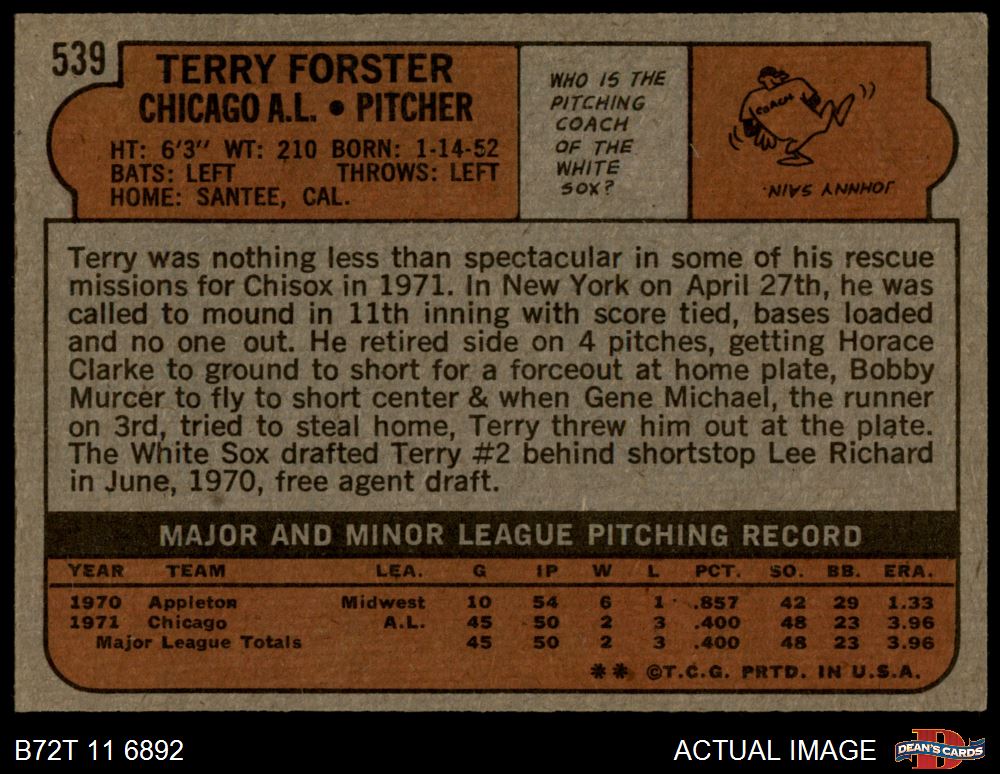 539
TERRY FORSTER
CHICAGO A.L. • PITCHER
HT: 6'3" WT: 210 BORN: 1-14-52
BATS: LEFT THROWS: LEFT
HOME: SANTEE, CAL.
WHO IS THE
PITCHING
COACH
OF THE
WHITE
SOX?
COACH
JOHNNY SAIN
Terry was nothing less than spectacular in some of his rescue
missions for Chisox in 1971. In New York on April 27th, he was
called to mound in 11th inning with score tied, bases loaded
and no one out. He retired side on 4 pitches, getting Horace
Clarke to ground to short for a forceout at home plate, Bobby
Murcer to fly to short center & when Gene Michael, the runner
on 3rd, tried to steal home, Terry threw him out at the plate.
The White Sox drafted Terry #2 behind shortstop Lee Richard
in June, 1970, free agent draft.
MAJOR AND MINOR LEAGUE PITCHING RECORD
YEAR TEAM LEA. G IP W L PCT. SO. BB. ERA.
1970 Appleton Midwest 10 54 6 1 .857 42 29 1.33
1971 Chicago A.L. 45 50 2 3 .400 48 23 3.96
Major League Totals 45 50 2 3 .400 48 23 3.96
** ©T.C.G. PRTD. IN U.S.A.
B72T 11 6892 ACTUAL IMAGE D DEAN'S CARDS